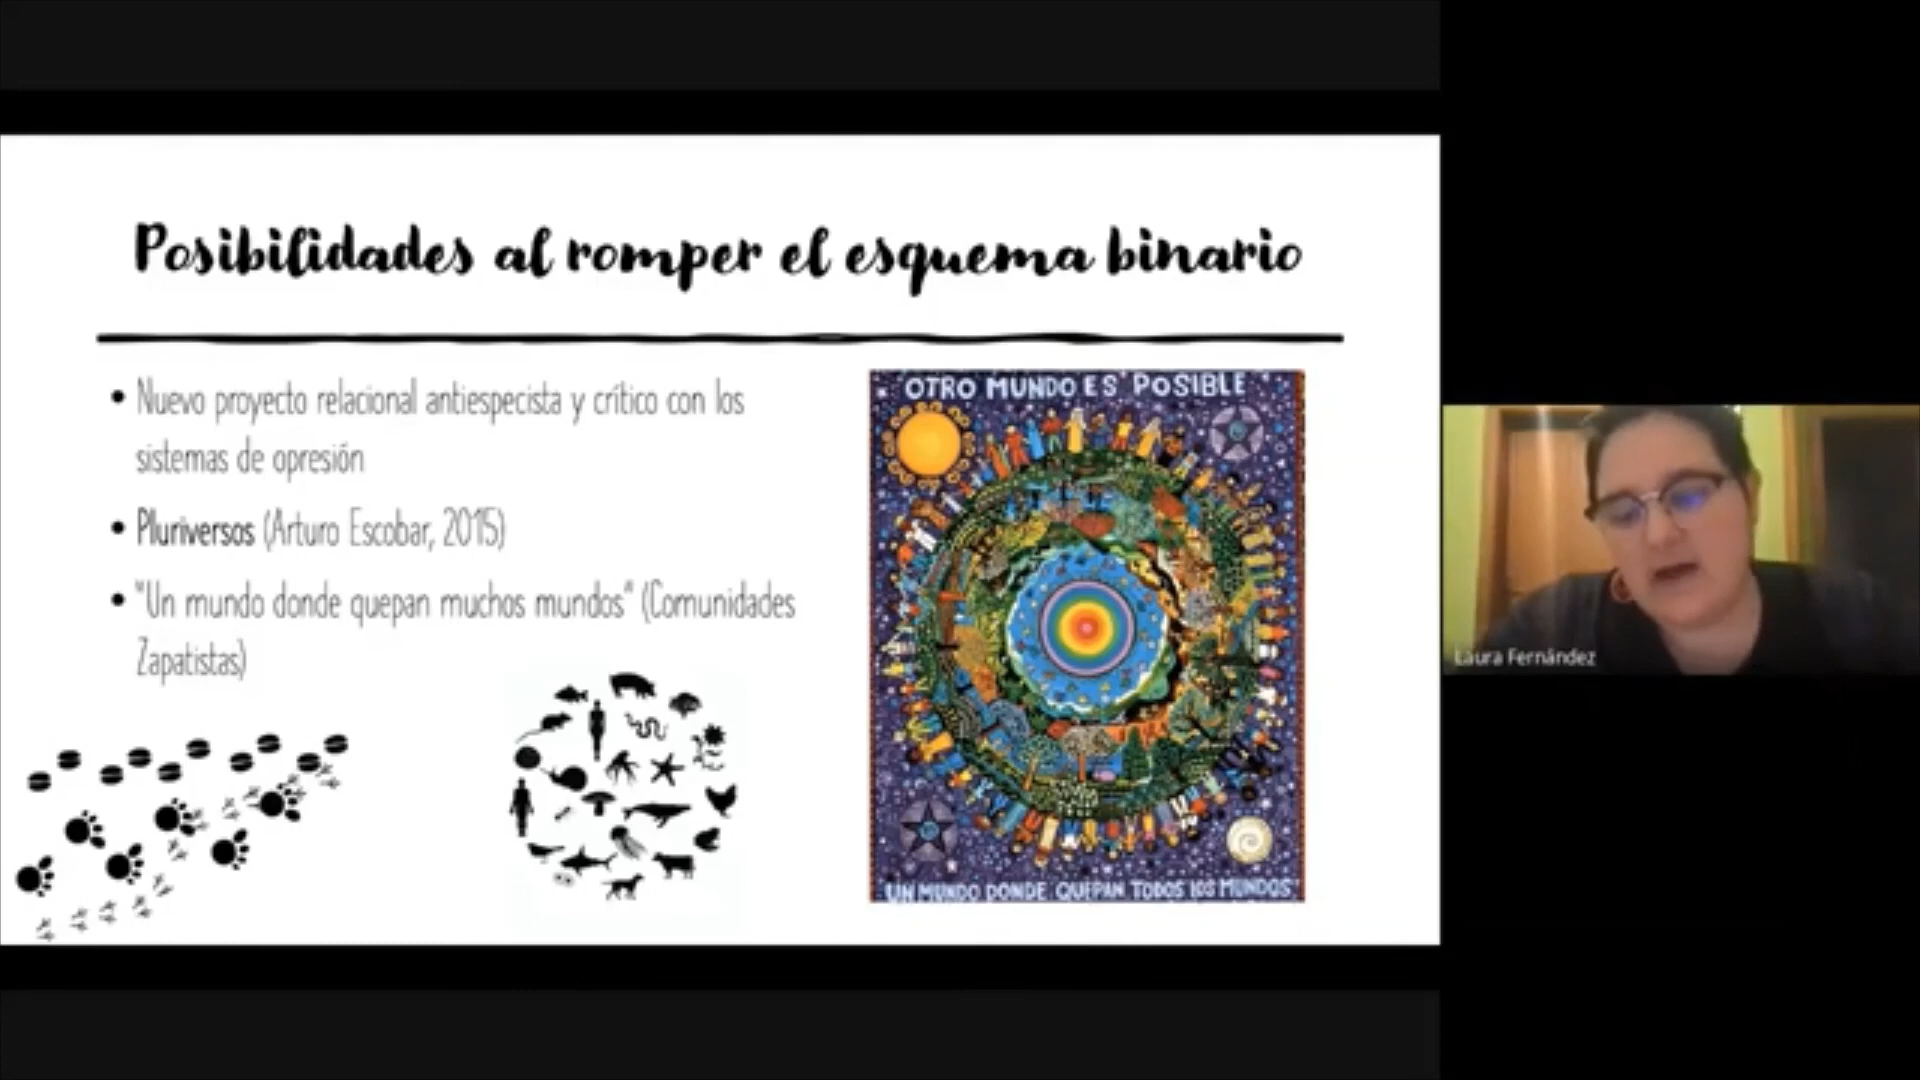 Posibilidades al romper el esquema binario
• Nuevo proyecto relacional antiespecista y crítico con los
sistemas de opresión
• Pluriversos (Arturo Escobar, 2015)
• "Un mundo donde quepan muchos mundos" (Comunidades
Zapatistas)
OTRO MUNDO ES POSIBLE
"UN MUNDO DONDE QUEPAN TODOS LOS MUNDOS"
Laura Fernández